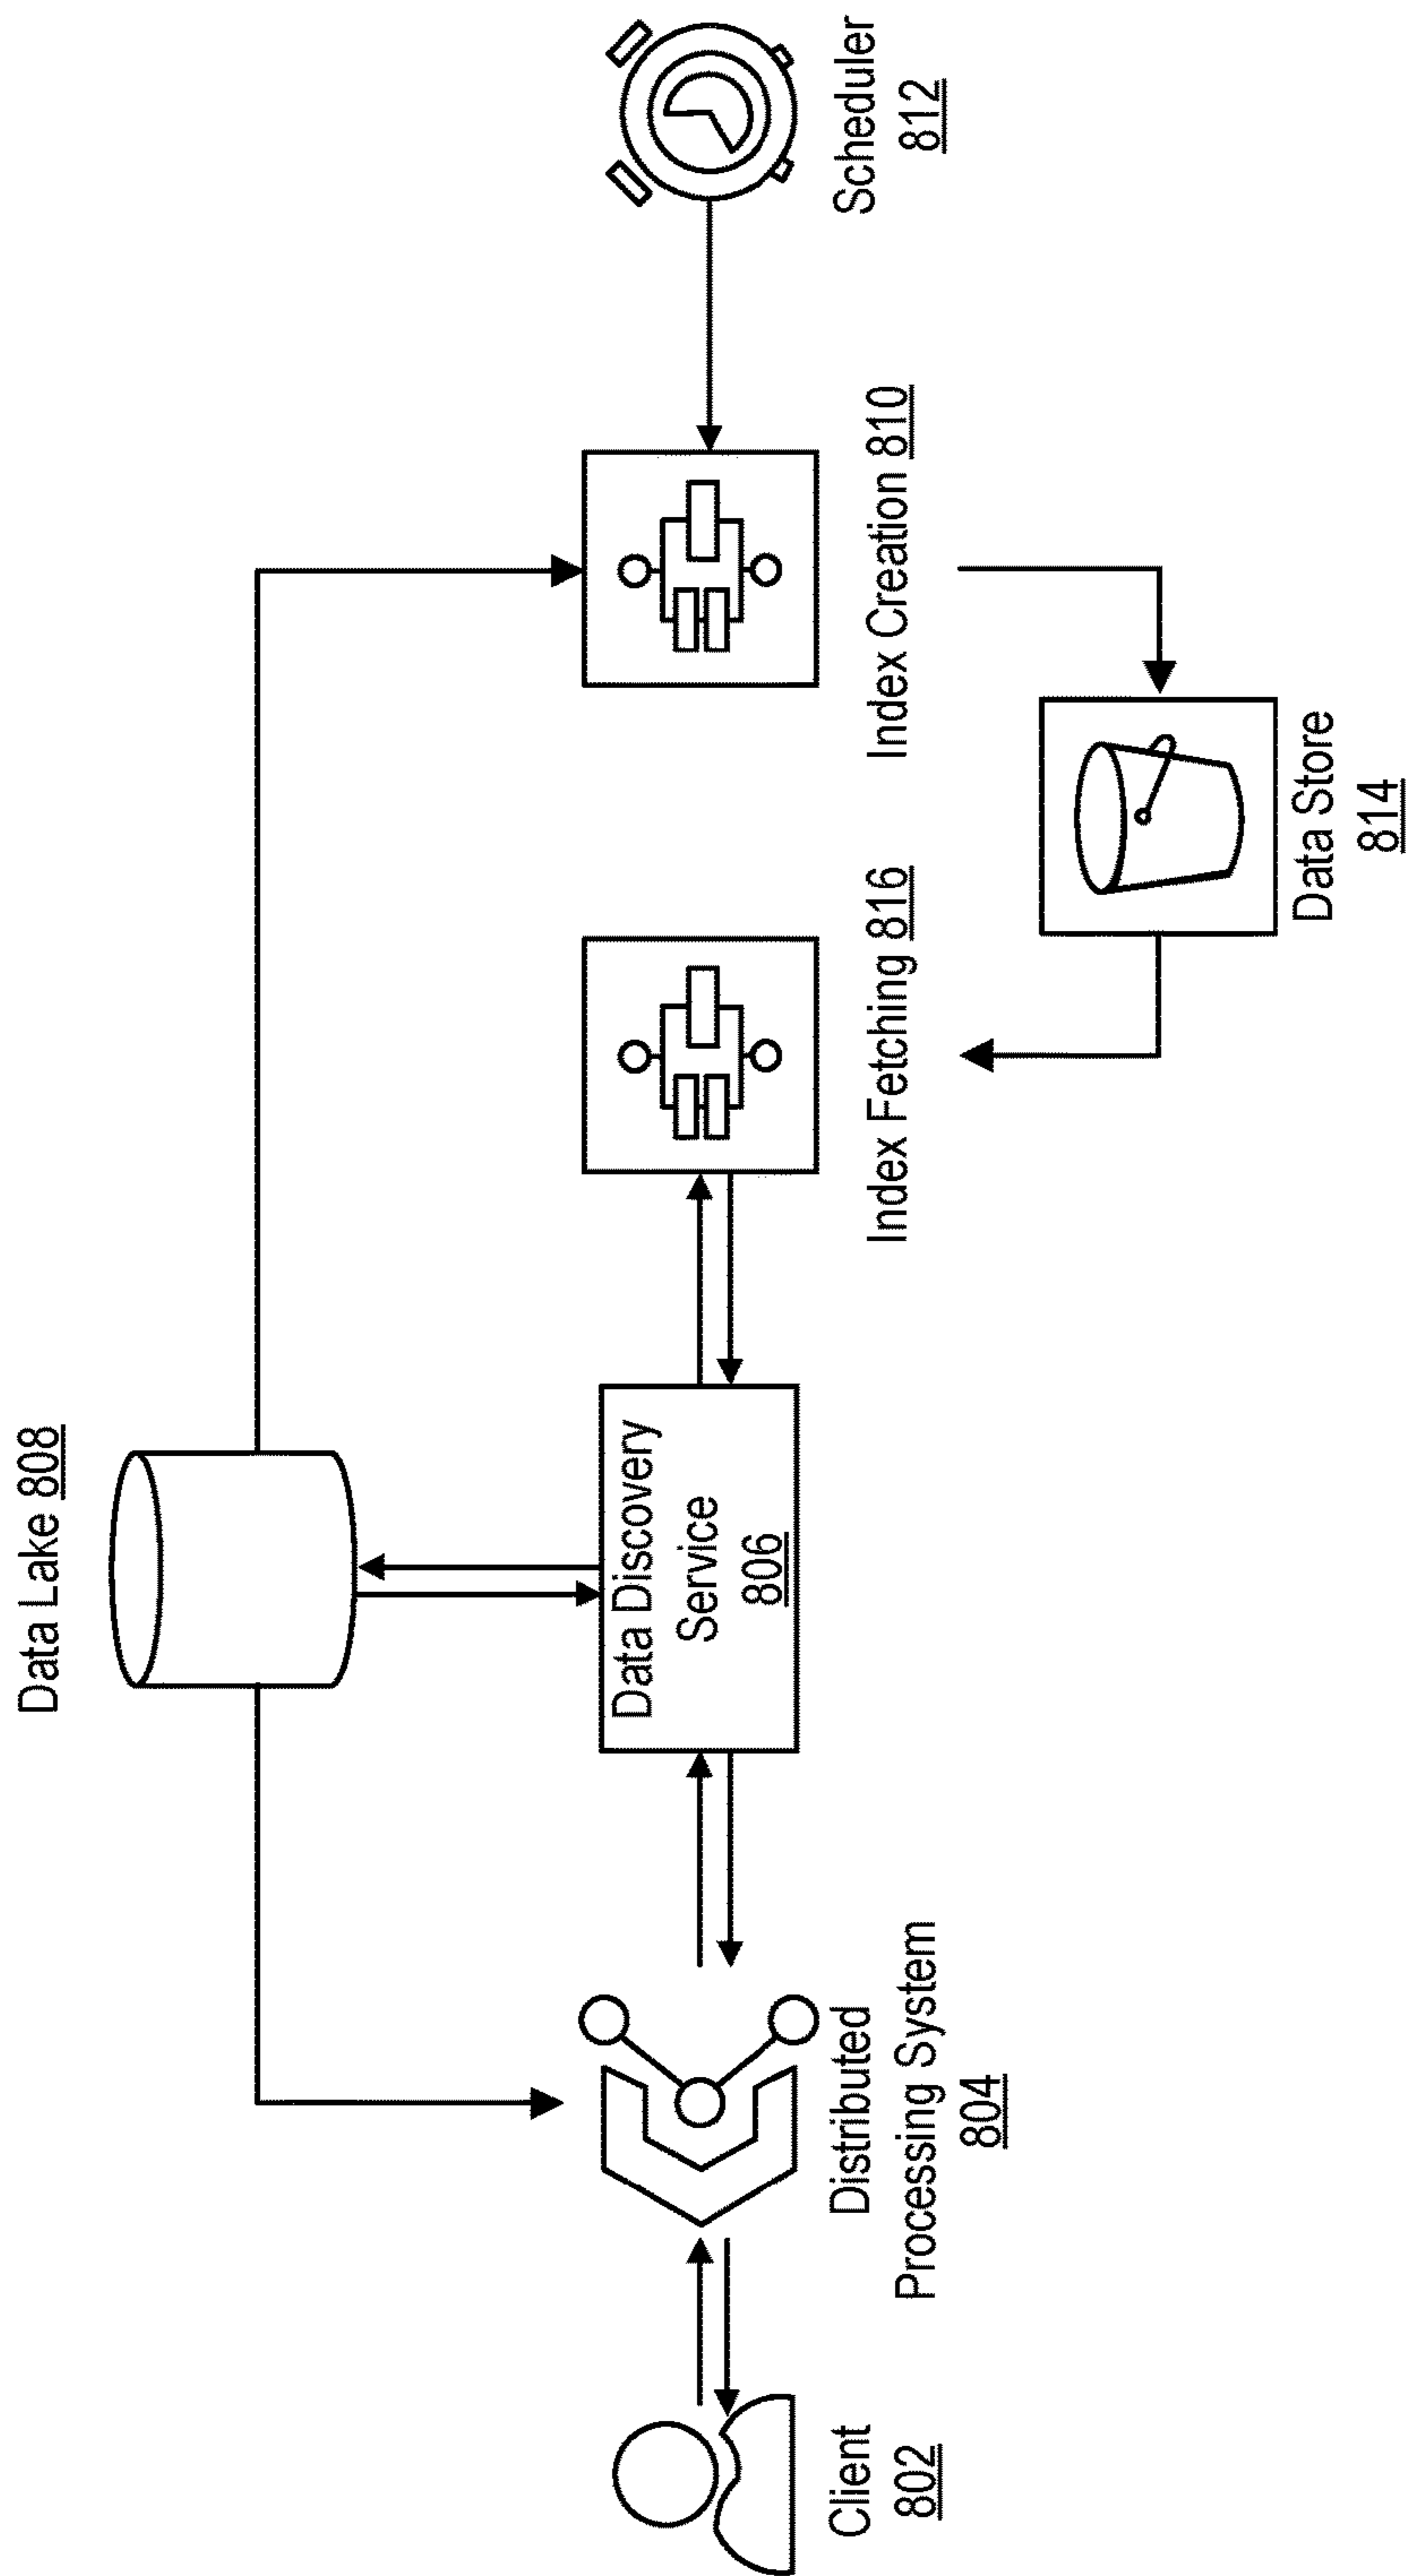 Data Lake 808
Data Discovery
Service
806
Client
802
Distributed
Processing System
804
Index Fetching 816
Index Creation 810
Scheduler
812
Data Store
814